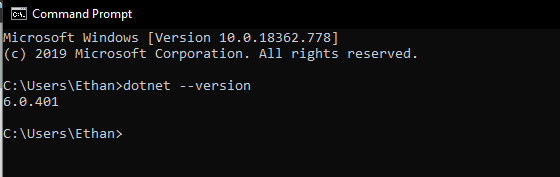 Command Prompt
Microsoft Windows [Version 10.0.18362.778]
(c) 2019 Microsoft Corporation. All rights reserved.
C:\Users\Ethan>dotnet --version
6.0.401
C:\Users\Ethan>